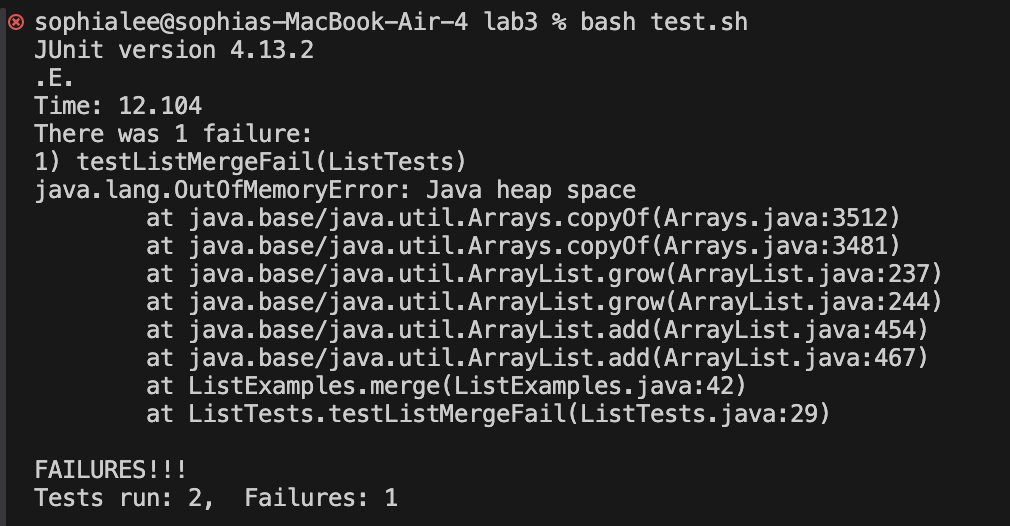 sophialee@sophias-MacBook-Air-4 lab3 % bash test.sh
JUnit version 4.13.2
.E.
Time: 12.104
There was 1 failure:
1) testListMergeFail(ListTests)
java.lang.OutOfMemoryError: Java heap space
        at java.base/java.util.Arrays.copyOf(Arrays.java:3512)
        at java.base/java.util.Arrays.copyOf(Arrays.java:3481)
        at java.base/java.util.ArrayList.grow(ArrayList.java:237)
        at java.base/java.util.ArrayList.grow(ArrayList.java:244)
        at java.base/java.util.ArrayList.add(ArrayList.java:454)
        at java.base/java.util.ArrayList.add(ArrayList.java:467)
        at ListExamples.merge(ListExamples.java:42)
        at ListTests.testListMergeFail(ListTests.java:29)

FAILURES!!!
Tests run: 2,  Failures: 1